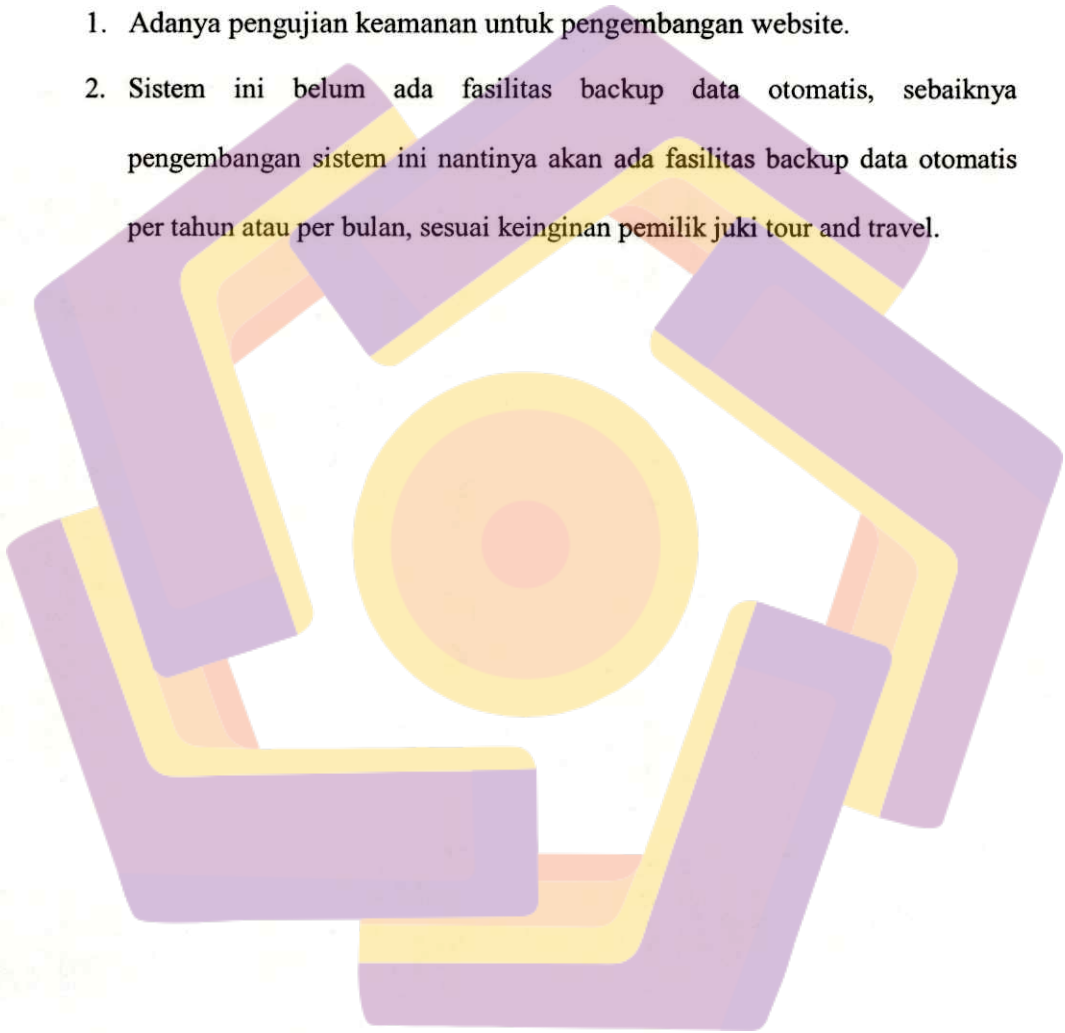 1. Adanya pengujian keamanan untuk pengembangan website.
2. Sistem ini belum ada fasilitas backup data otomatis, sebaiknya
pengembangan sistem ini nantinya akan ada fasilitas backup data otomatis
per tahun atau per bulan, sesuai keinginan pemilik juki tour and travel.